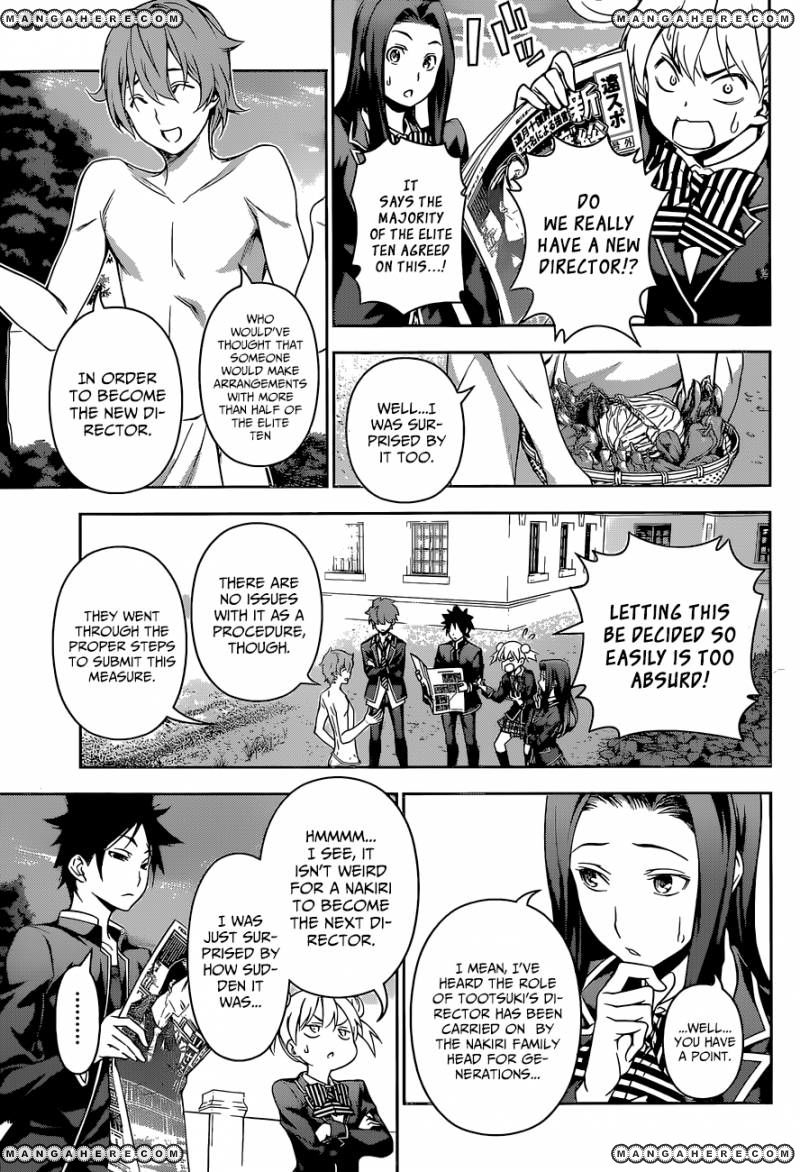 MANGAHERE.COM
MANGAHERE.COM
DO
WE REALLY
HAVE A NEW
DIRECTOR!?
遠スポ
新
IT
SAYS THE
MAJORITY
OF THE ELITE
TEN AGREED
ON THIS...!
WELL...I
WAS SUR-
PRISED BY
IT TOO.
WHO
WOULD'VE
THOUGHT THAT
SOMEONE
WOULD MAKE
ARRANGEMENTS
WITH MORE
THAN HALF OF
THE ELITE
TEN
IN ORDER
TO BECOME
THE NEW DI-
RECTOR.
LETTING THIS
BE DECIDED SO
EASILY IS TOO
ABSURD!
THERE ARE
NO ISSUES
WITH IT AS A
PROCEDURE,
THOUGH.
THEY WENT
THROUGH THE
PROPER STEPS
TO SUBMIT THIS
MEASURE.
...WELL...
YOU HAVE
A POINT.
I MEAN, I'VE
HEARD THE ROLE
OF TOOTSUKI'S DI-
RECTOR HAS BEEN
CARRIED ON BY
THE NAKIRI FAMILY
HEAD FOR GE-
NERATIONS...
HMMMM...
I SEE, IT
ISN'T WEIRD
FOR A NAKIRI
TO BECOME
THE NEXT DI-
RECTOR.
I WAS
JUST SUR-
PRISED BY
HOW SUD-
DEN IT
WAS...
.........
MANGAHERE.COM
MANGAHERE.COM